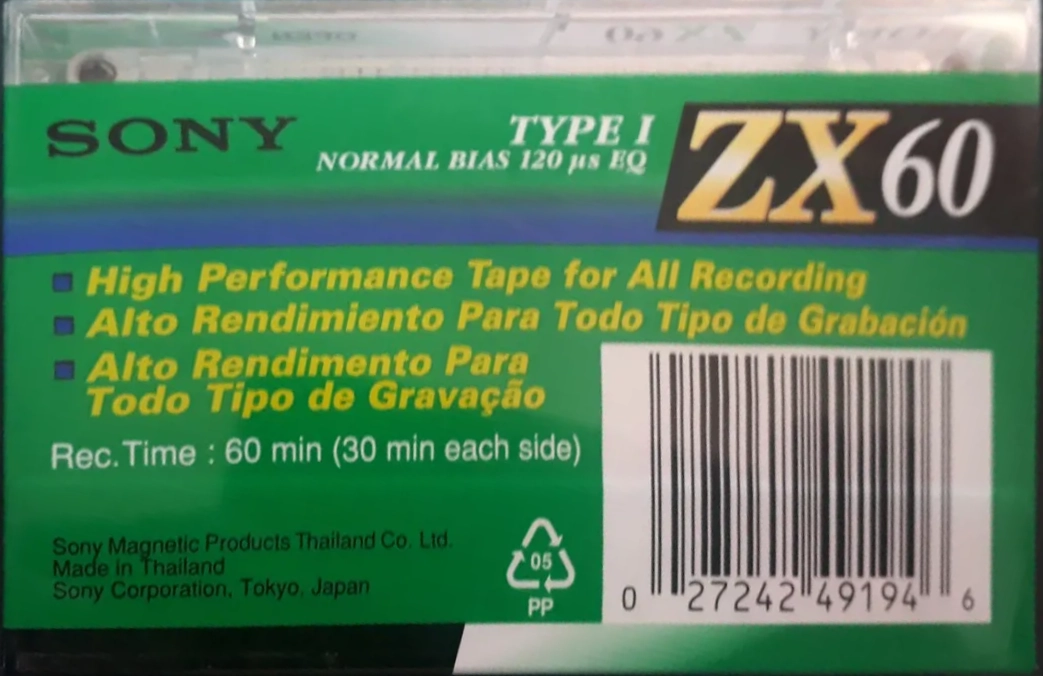 SONY
TYPE I
NORMAL BIAS 120 µs EQ
ZX60
High Performance Tape for All Recording
Alto Rendimiento Para Todo Tipo de Grabación
Alto Rendimento Para
Todo Tipo de Gravação
Rec. Time : 60 min (30 min each side)
Sony Magnetic Products Thailand Co. Ltd.
Made in Thailand
Sony Corporation, Tokyo, Japan
05
PP
0 27242 49194 6